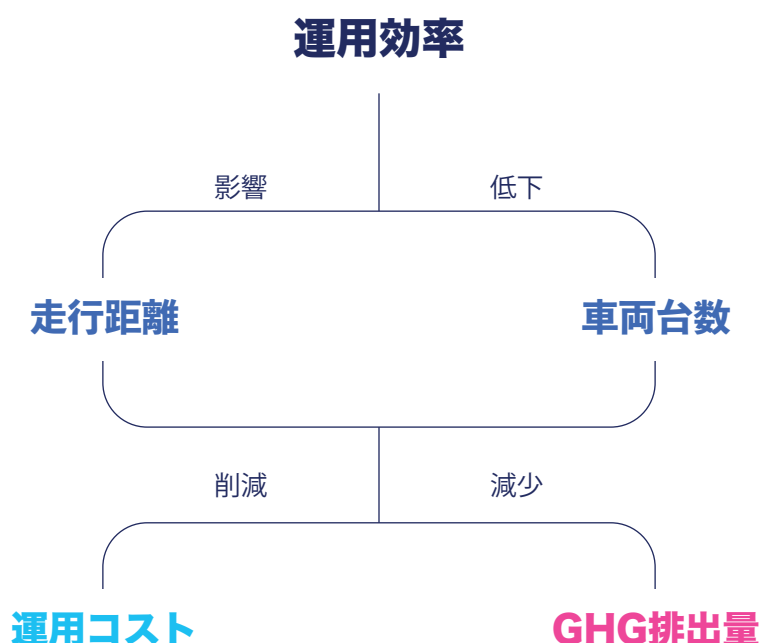 運用効率
影響
低下
走行距離
車両台数
削減
減少
運用コスト
GHG排出量